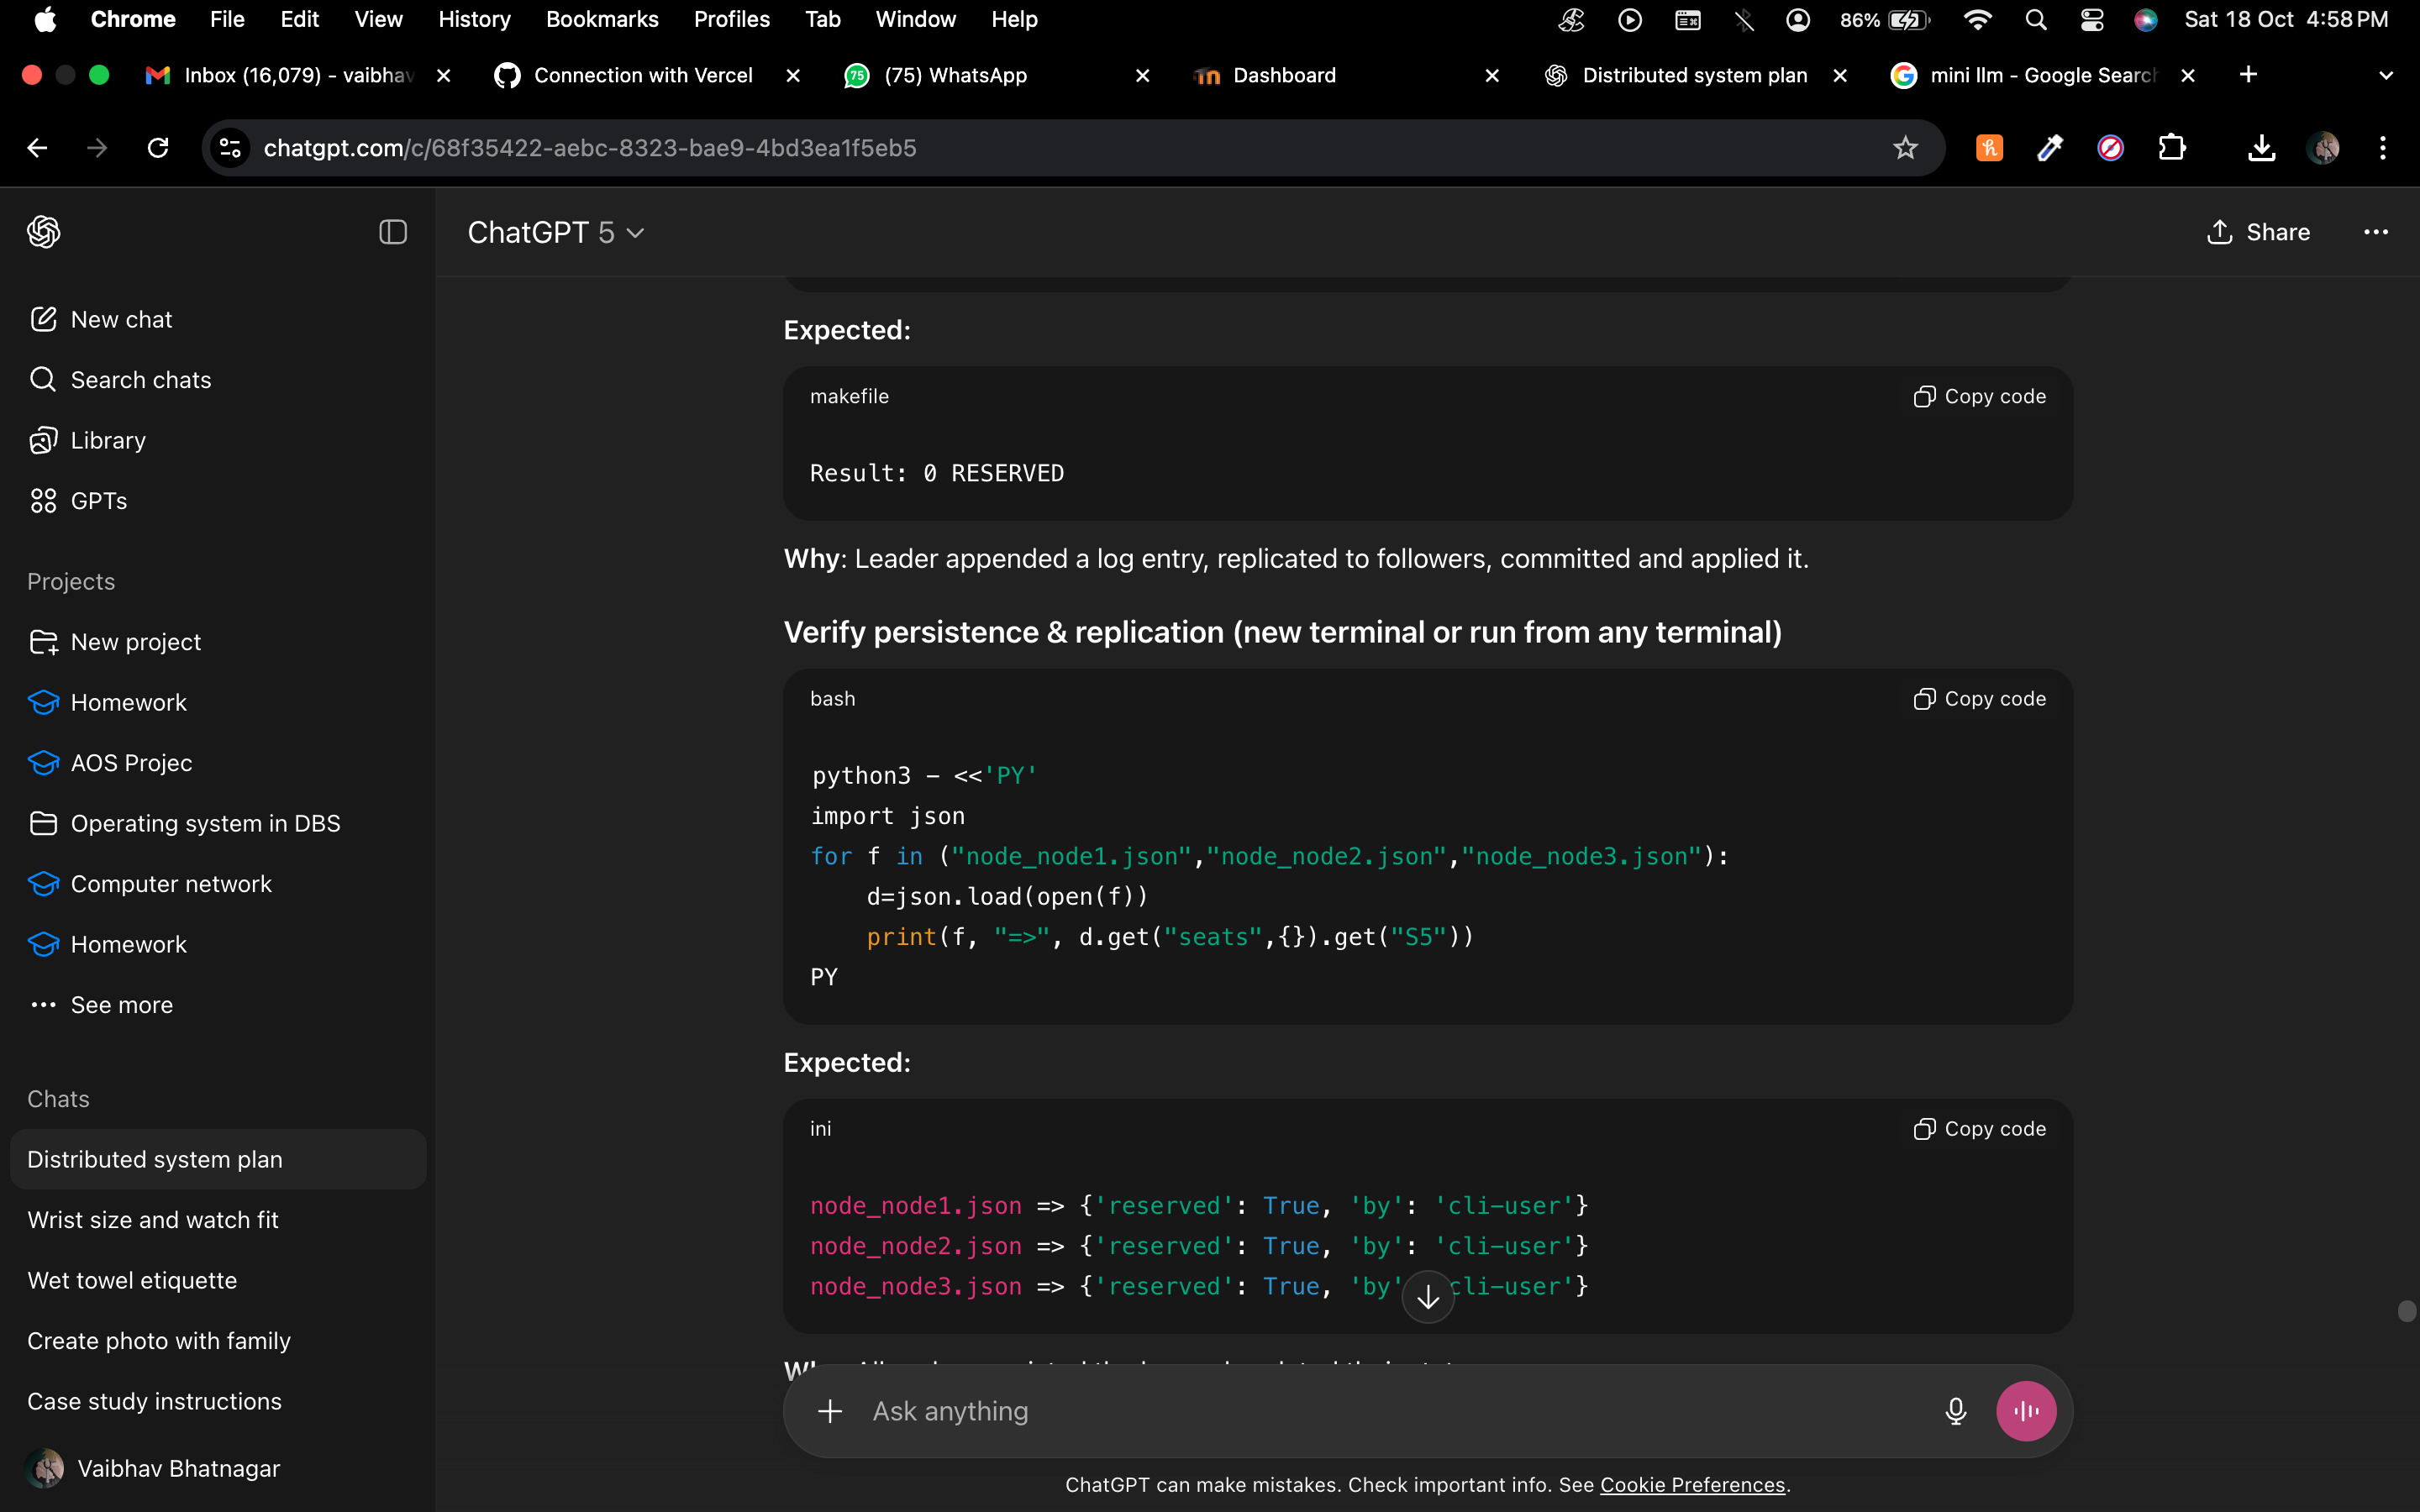 Chrome File Edit View History Bookmarks Profiles Tab Window Help 86% Sat 18 Oct 4:58 PM
Inbox (16,079) - vaibhav Connection with Vercel 75 (75) WhatsApp Dashboard Distributed system plan mini llm - Google Search
chatgpt.com/c/68f35422-aebc-8323-bae9-4bd3ea1f5eb5
ChatGPT 5 Share
New chat
Search chats
Library
GPTs
Projects
New project
Homework
AOS Projec
Operating system in DBS
Computer network
Homework
See more
Chats
Distributed system plan
Wrist size and watch fit
Wet towel etiquette
Create photo with family
Case study instructions
Vaibhav Bhatnagar
Expected:
makefile Copy code
Result: 0 RESERVED
Why: Leader appended a log entry, replicated to followers, committed and applied it.
Verify persistence & replication (new terminal or run from any terminal)
bash Copy code
python3 - <<'PY'
import json
for f in ("node_node1.json","node_node2.json","node_node3.json"):
    d=json.load(open(f))
    print(f, "=>", d.get("seats",{}).get("S5"))
PY
Expected:
ini Copy code
node_node1.json => {'reserved': True, 'by': 'cli-user'}
node_node2.json => {'reserved': True, 'by': 'cli-user'}
node_node3.json => {'reserved': True, 'by' cli-user'}
Ask anything
ChatGPT can make mistakes. Check important info. See Cookie Preferences.